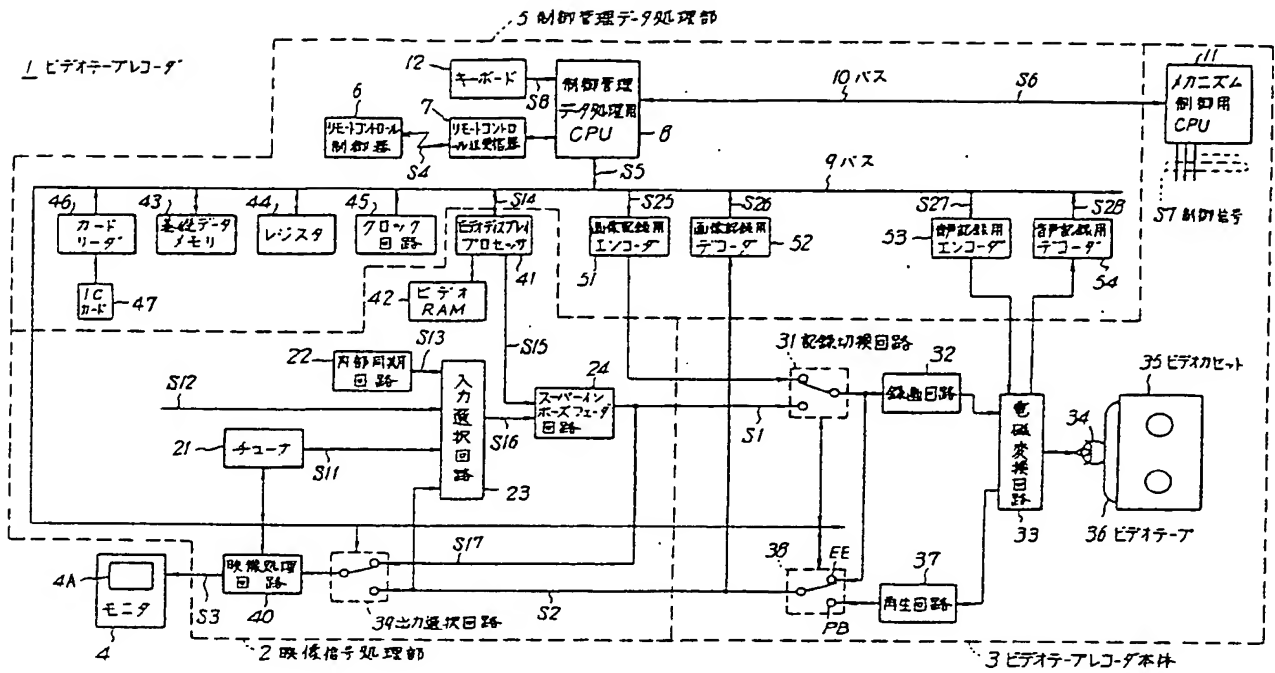 5 制御管理データ処理部
1 ビデオテープレコーダ
12
キーボード
S8
制御管理
データ処理用
CPU
8
10 バス
S6
11
メカニズム
制御用
CPU
S7 制御信号
6
リモートコントロール
制御器
S4
7
リモートコントロ
S5
9 バス
46
カード
リーダ
43
基礎データ
メモリ
44
レジスタ
45
クロック
回路
S14
ビデオディスプレイ
プロセッサ
41
S25
画像記録用
エンコーダ
51
S26
画像記録用
デコーダ
52
S27
音声記録用
エンコーダ
53
S28
音声記録用
デコーダ
54
ICカード
47
42
ビデオ
RAM
S15
22
内部同期
回路
S13
S12
21
チューナ
S11
入力選択回路
23
S16
24
スーパーイン
ポーズフェーダ
回路
31 記録切換回路
S1
32
録画回路
電磁変換回路
33
34
35 ビデオカセット
36 ビデオテープ
4A
モニタ
4
S3
映像処理
回路
40
S17
39 出力選択回路
S2
38
EE
PB
37
再生回路
2 映像信号処理部
3 ビデオテープレコーダ本体